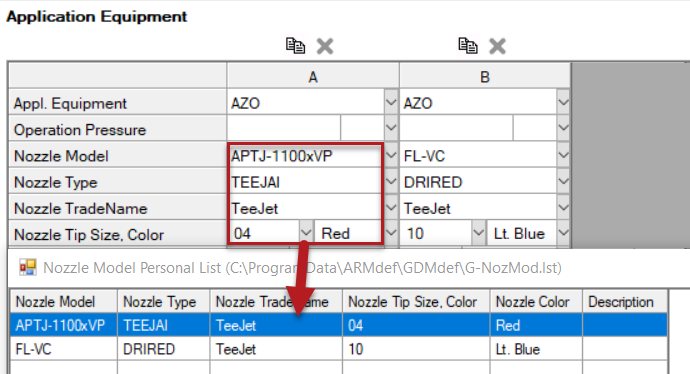 Application Equipment
A B
Appl. Equipment AZO AZO
Operation Pressure
Nozzle Model APTJ-1100xVP FL-VC
Nozzle Type TEEJAI DRIRED
Nozzle TradeName TeeJet TeeJet
Nozzle Tip Size, Color 04 Red 10 Lt. Blue
Nozzle Model Personal List (C:\ProgramData\ARMdef\GDMdef\G-NozMod.lst)
Nozzle Model Nozzle Type Nozzle TradeName Nozzle Tip Size, Color Nozzle Color Description
APTJ-1100xVP TEEJAI TeeJet 04 Red
FL-VC DRIRED TeeJet 10 Lt. Blue